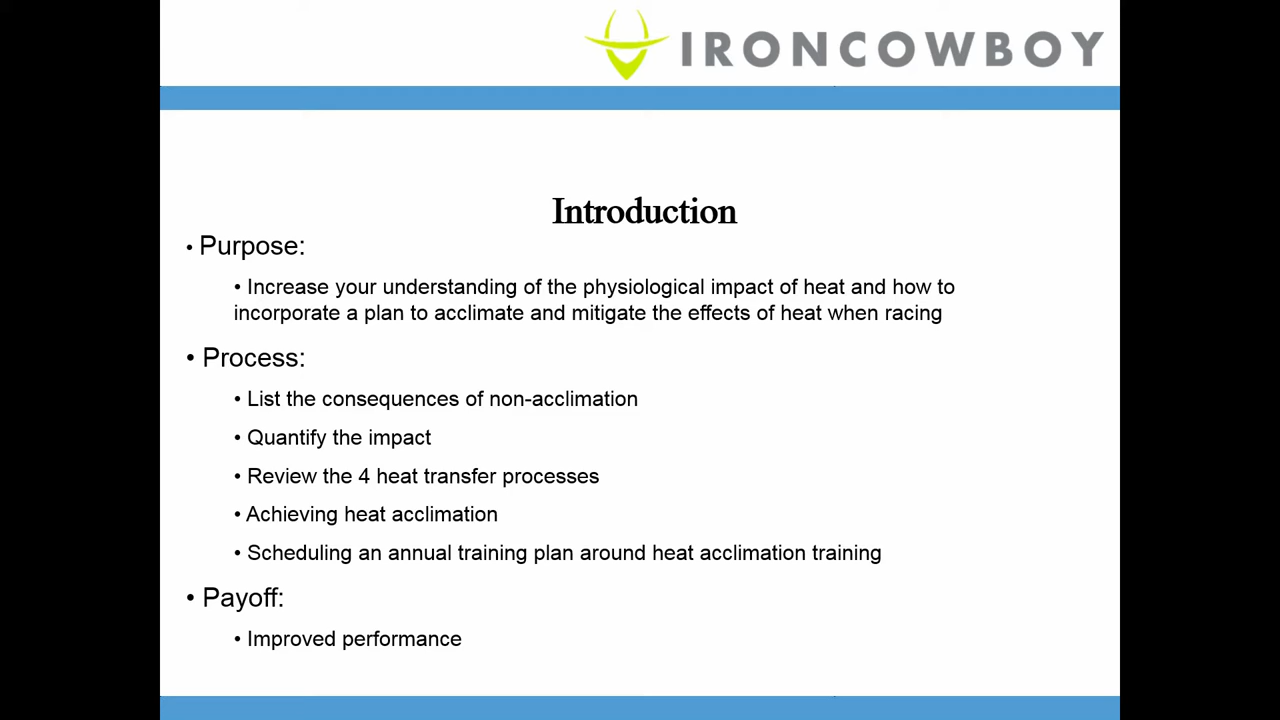 IRONCOWBOY
Introduction
• Purpose:
• Increase your understanding of the physiological impact of heat and how to
incorporate a plan to acclimate and mitigate the effects of heat when racing
• Process:
• List the consequences of non-acclimation
• Quantify the impact
• Review the 4 heat transfer processes
• Achieving heat acclimation
• Scheduling an annual training plan around heat acclimation training
• Payoff:
• Improved performance